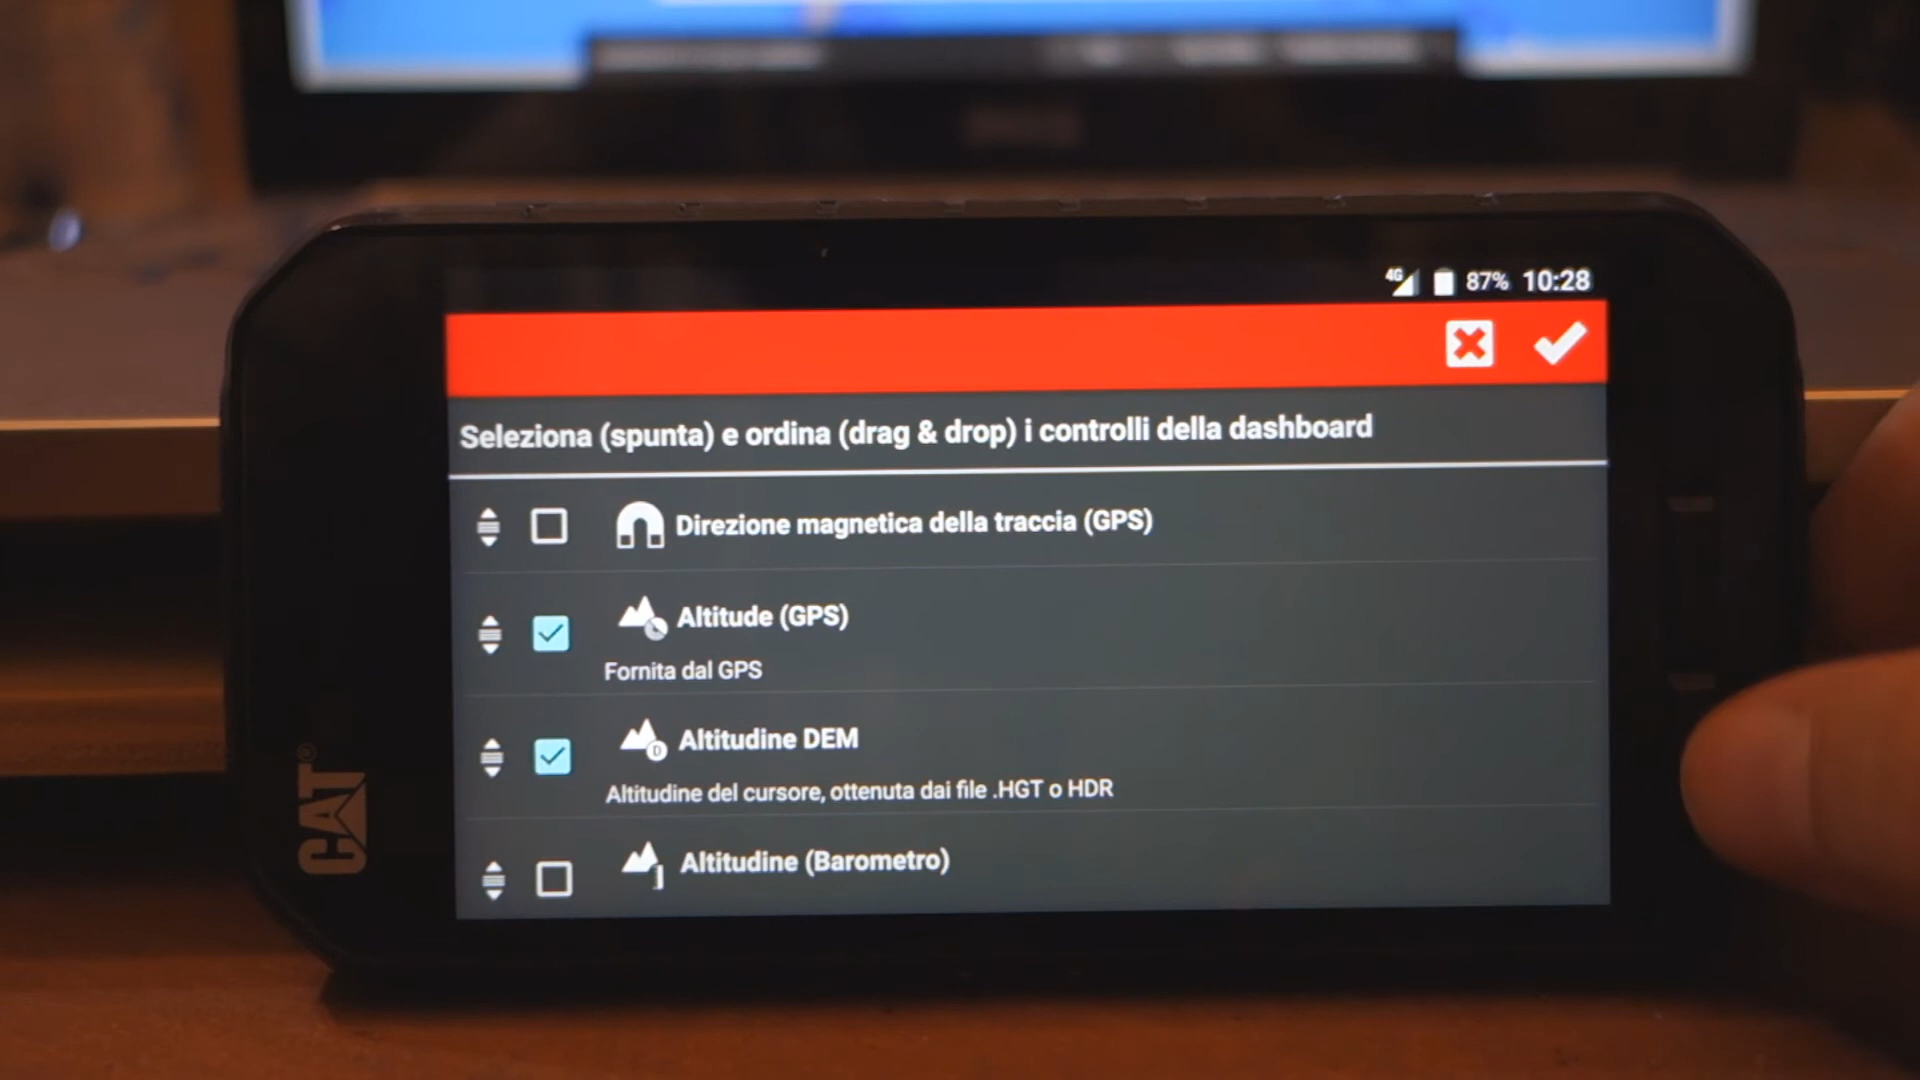 4G 87% 10:28
Seleziona (spunta) e ordina (drag & drop) i controlli della dashboard
Direzione magnetica della traccia (GPS)
Altitude (GPS)
Fornita dal GPS
D
Altitudine DEM
Altitudine del cursore, ottenuta dai file .HGT o HDR
Altitudine (Barometro)
CAT®